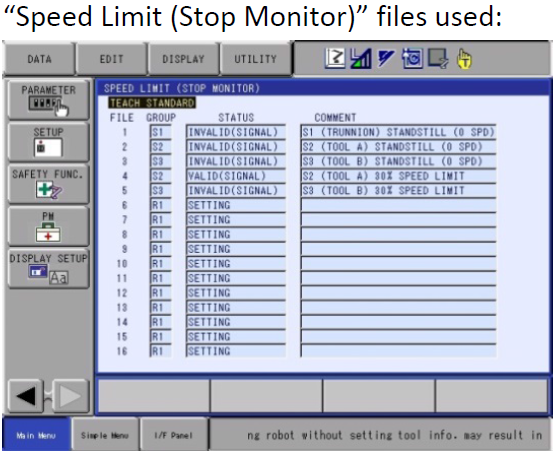 “Speed Limit (Stop Monitor)” files used:
DATA EDIT DISPLAY UTILITY
PARAMETER
SETUP
SAFETY FUNC.
PM
DISPLAY SETUP
SPEED LIMIT (STOP MONITOR)
TEACH STANDARD
FILE GROUP STATUS COMMENT
1 S1 INVALID(SIGNAL) S1 (TRUNNION) STANDSTILL (0 SPD)
2 S2 INVALID(SIGNAL) S2 (TOOL A) STANDSTILL (0 SPD)
3 S3 INVALID(SIGNAL) S3 (TOOL B) STANDSTILL (0 SPD)
4 S2 VALID(SIGNAL) S2 (TOOL A) 30% SPEED LIMIT
5 S3 INVALID(SIGNAL) S3 (TOOL B) 30% SPEED LIMIT
6 R1 SETTING
7 R1 SETTING
8 R1 SETTING
9 R1 SETTING
10 R1 SETTING
11 R1 SETTING
12 R1 SETTING
13 R1 SETTING
14 R1 SETTING
15 R1 SETTING
16 R1 SETTING
Main Menu Simple Menu I/F Panel ng robot without setting tool info. may result in